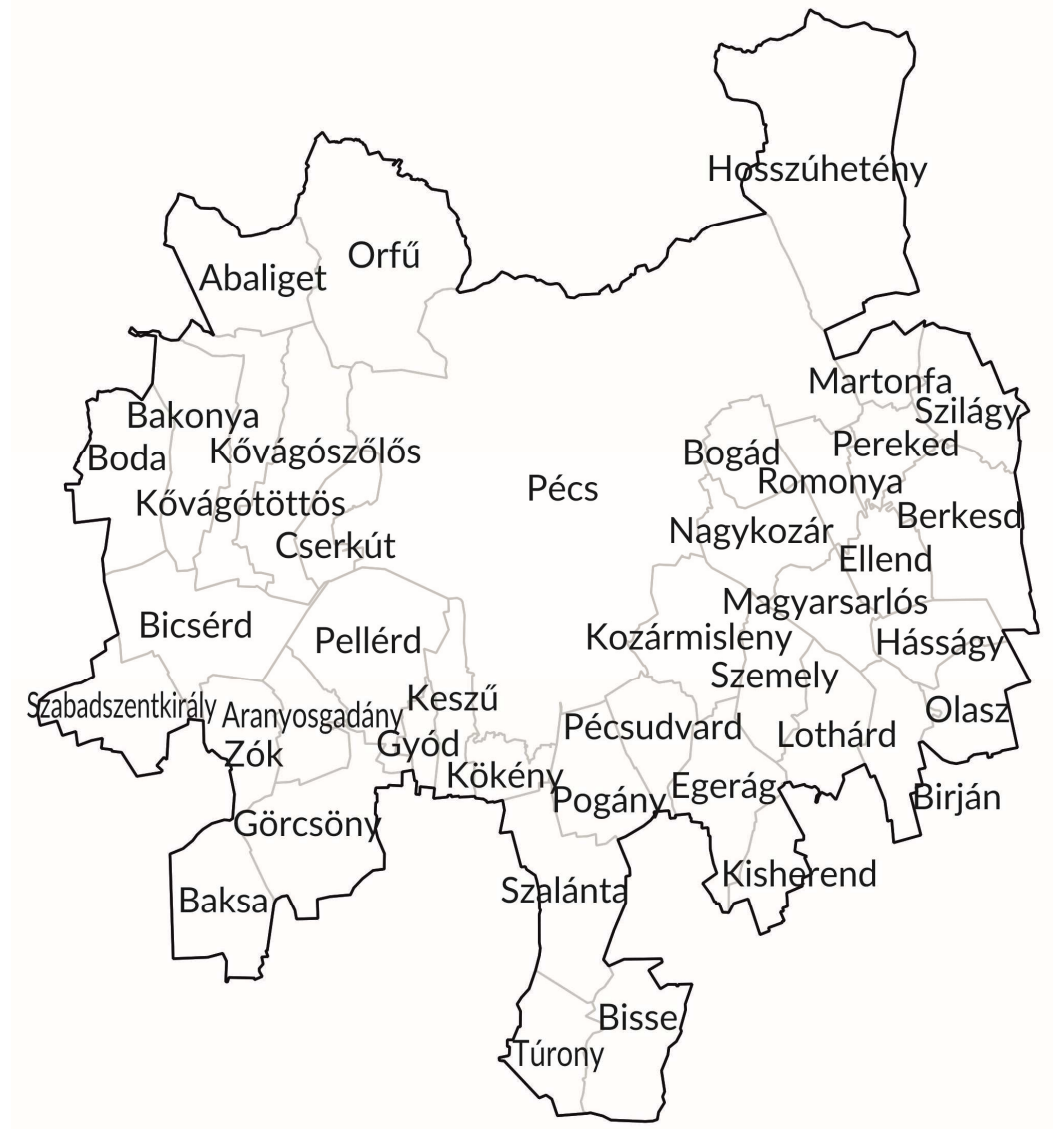 Hosszúhetény
Orfű
Abaliget
Martonfa
Szilágy
Bakonya
Pereked
Kővágószőlős
Bogád
Boda
Romonya
Pécs
Kővágótöttös
Berkesd
Nagykozár
Cserkút
Ellend
Magyarsarlós
Bicsérd
Kozármisleny
Pellérd
Hásságy
Szemely
Keszű
Szabadszentkirály
Aranyosgadány
Olasz
Pécsudvard
Lothárd
Gyód
Zók
Kökény
Egerág
Birján
Pogány
Görcsöny
Kisherend
Szalánta
Baksa
Bisse
Túrony